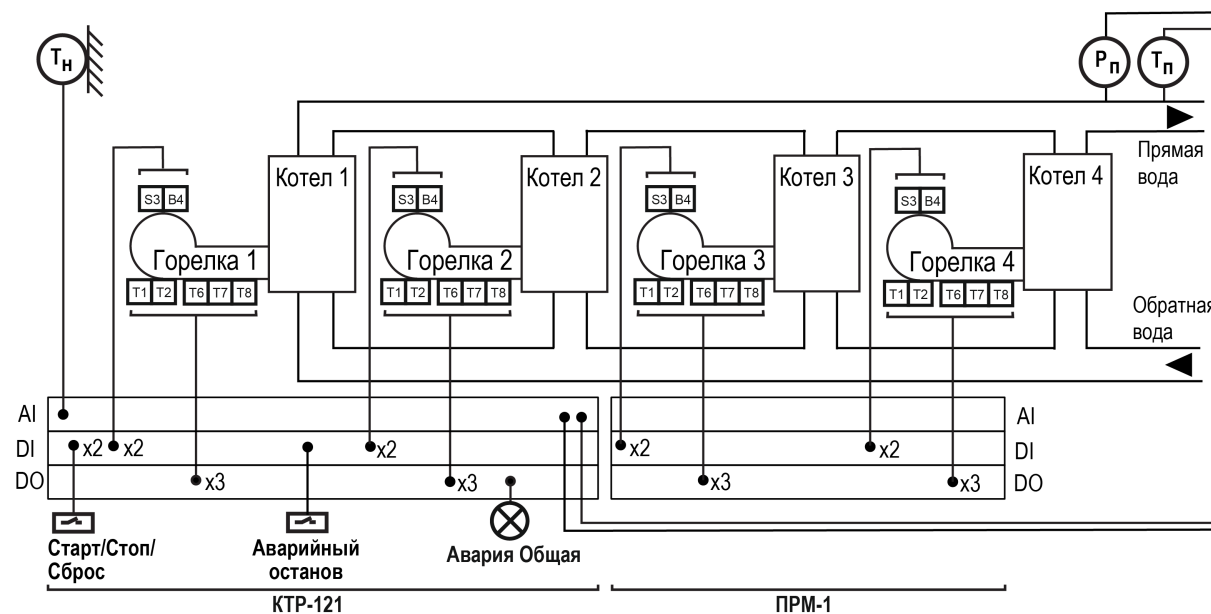 Tн
Pп
Tп
Прямая
вода
Котел 1
Котел 2
Котел 3
Котел 4
S3 B4
S3 B4
S3 B4
S3 B4
Горелка 1
Горелка 2
Горелка 3
Горелка 4
T1 T2 T6 T7 T8
T1 T2 T6 T7 T8
T1 T2 T6 T7 T8
T1 T2 T6 T7 T8
Обратная
вода
AI
AI
DI
x2
x2
x2
x2
x2
DI
DO
x3
x3
x3
x3
DO
Старт/Стоп/
Сброс
Аварийный
останов
Авария Общая
КТР-121
ПРМ-1